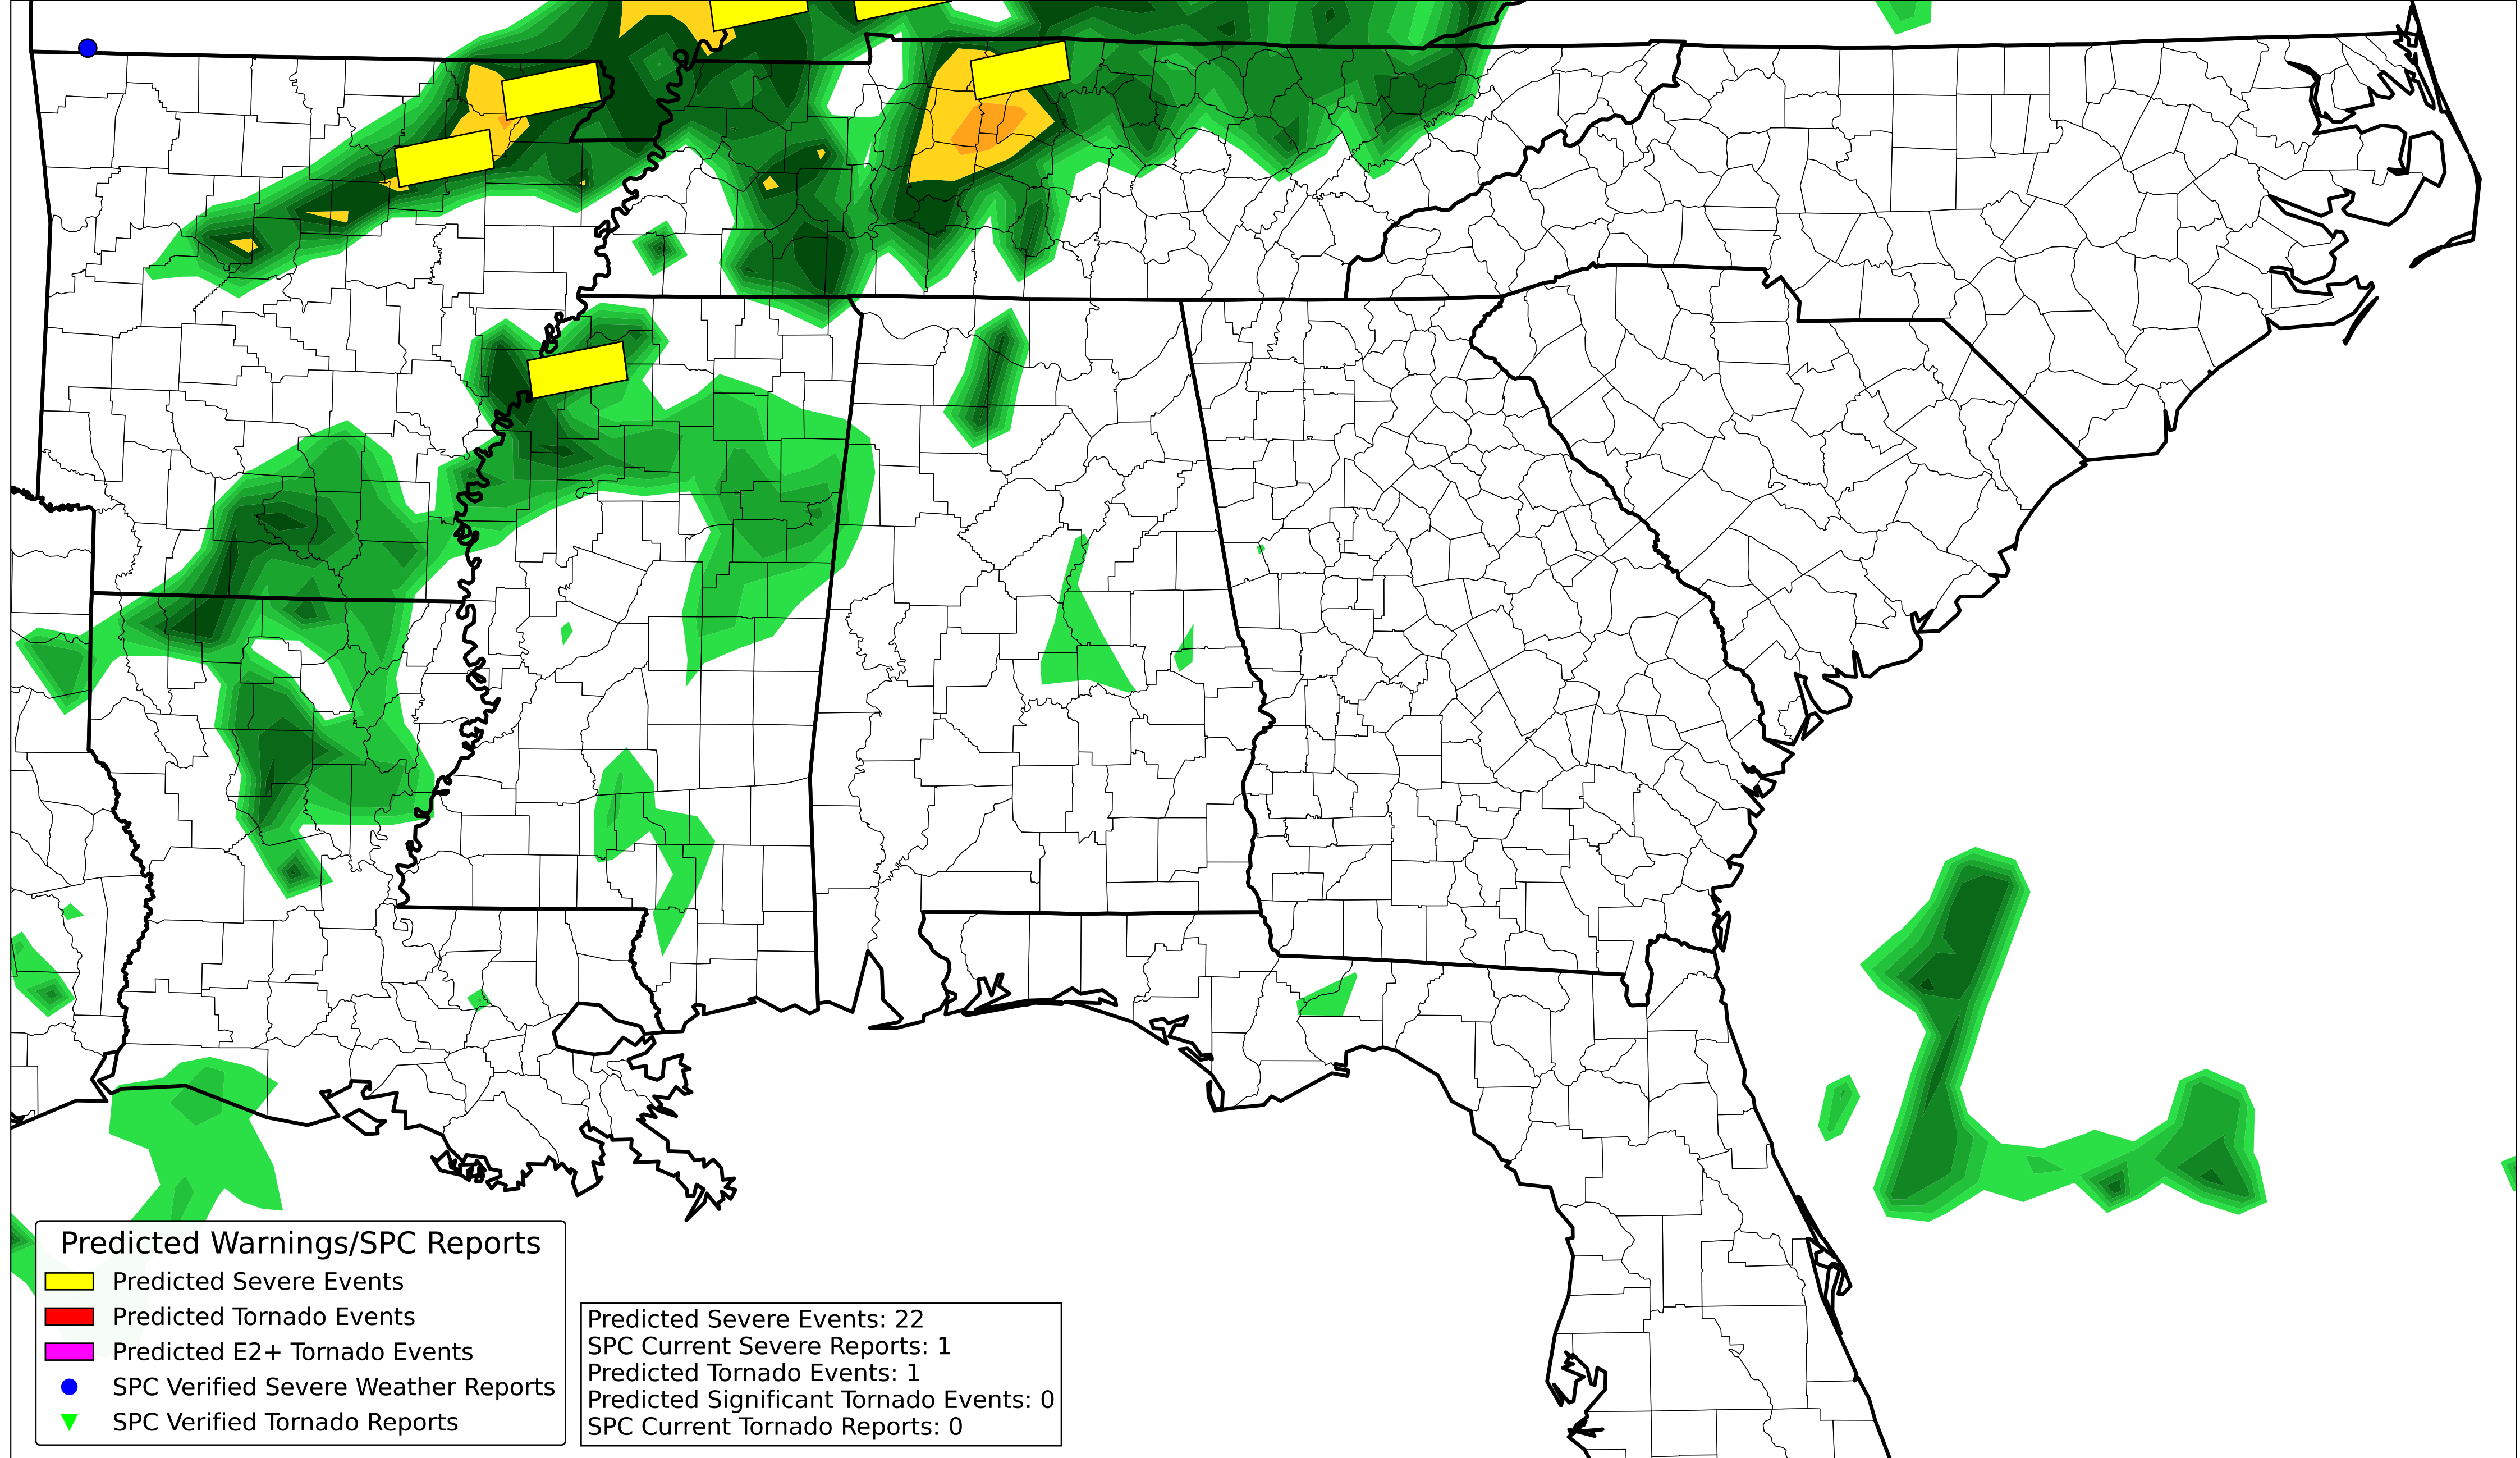 Predicted Warnings/SPC Reports
Predicted Severe Events
Predicted Tornado Events
Predicted E2+ Tornado Events
SPC Verified Severe Weather Reports
SPC Verified Tornado Reports
Predicted Severe Events: 22
SPC Current Severe Reports: 1
Predicted Tornado Events: 1
Predicted Significant Tornado Events: 0
SPC Current Tornado Reports: 0